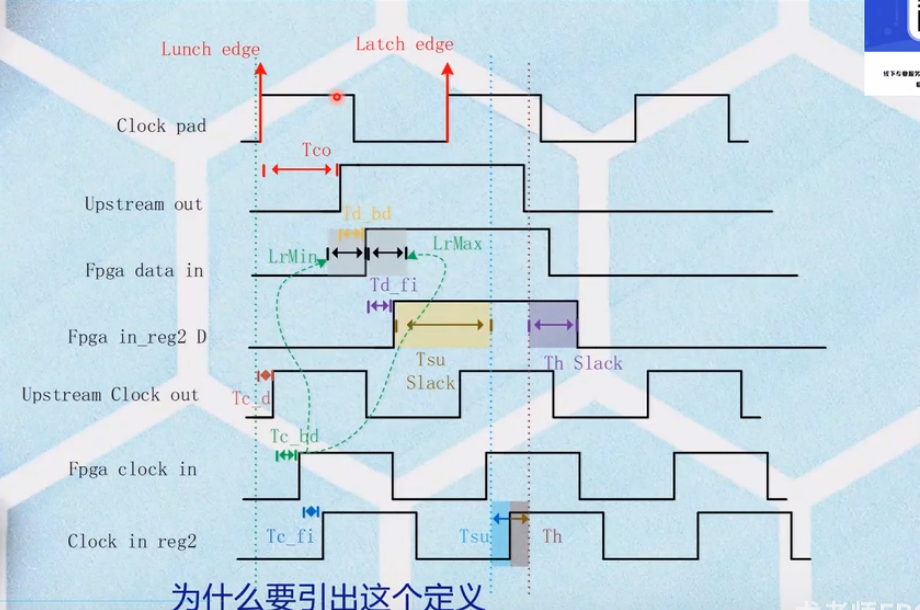 Lunch edge
Latch edge
Clock pad
Tco
Upstream out
Td_bd
LrMin
LrMax
Fpga data in
Td_fi
Fpga in_reg2 D
Tsu
Slack
Th Slack
Upstream Clock out
Tc_d
Tc_bd
Fpga clock in
Tc_fi
Tsu
Th
Clock in reg2
为什么要引出这个定义